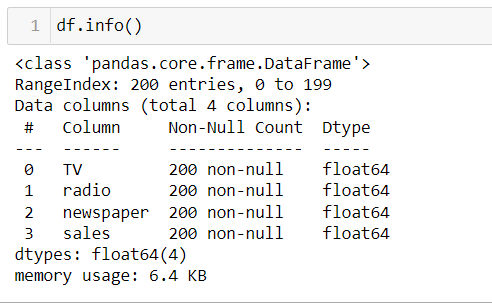 1 df.info()
<class 'pandas.core.frame.DataFrame'>
RangeIndex: 200 entries, 0 to 199
Data columns (total 4 columns):
 #   Column     Non-Null Count  Dtype
---  ------     --------------  -----
 0   TV         200 non-null    float64
 1   radio      200 non-null    float64
 2   newspaper  200 non-null    float64
 3   sales      200 non-null    float64
dtypes: float64(4)
memory usage: 6.4 KB